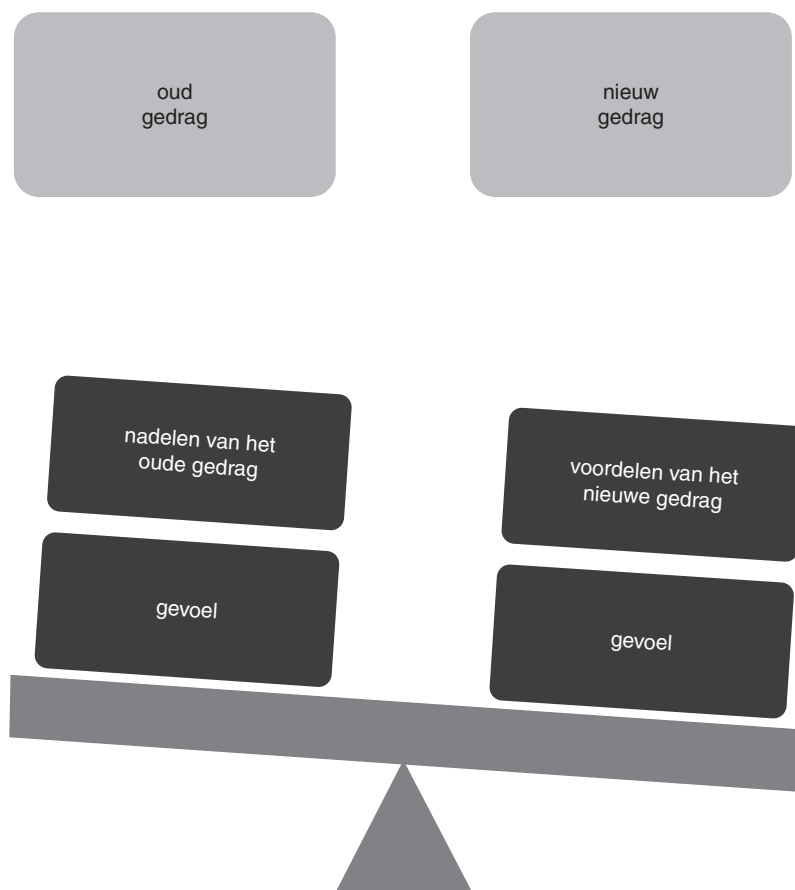 oud
gedrag
nieuw
gedrag
nadelen van het
oude gedrag
voordelen van het
nieuwe gedrag
gevoel
gevoel